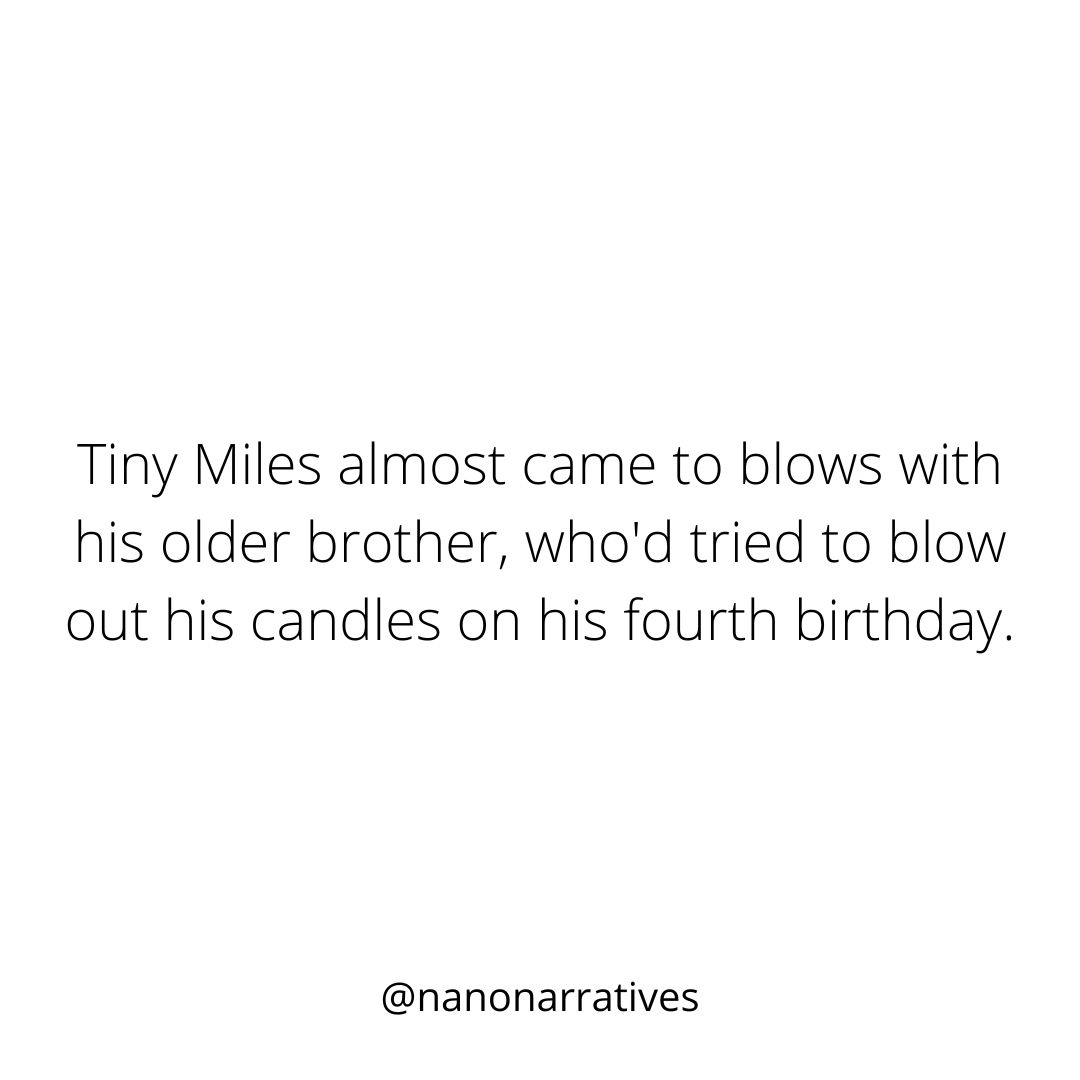 Tiny Miles almost came to blows with
his older brother, who'd tried to blow
out his candles on his fourth birthday.
@nanonarratives